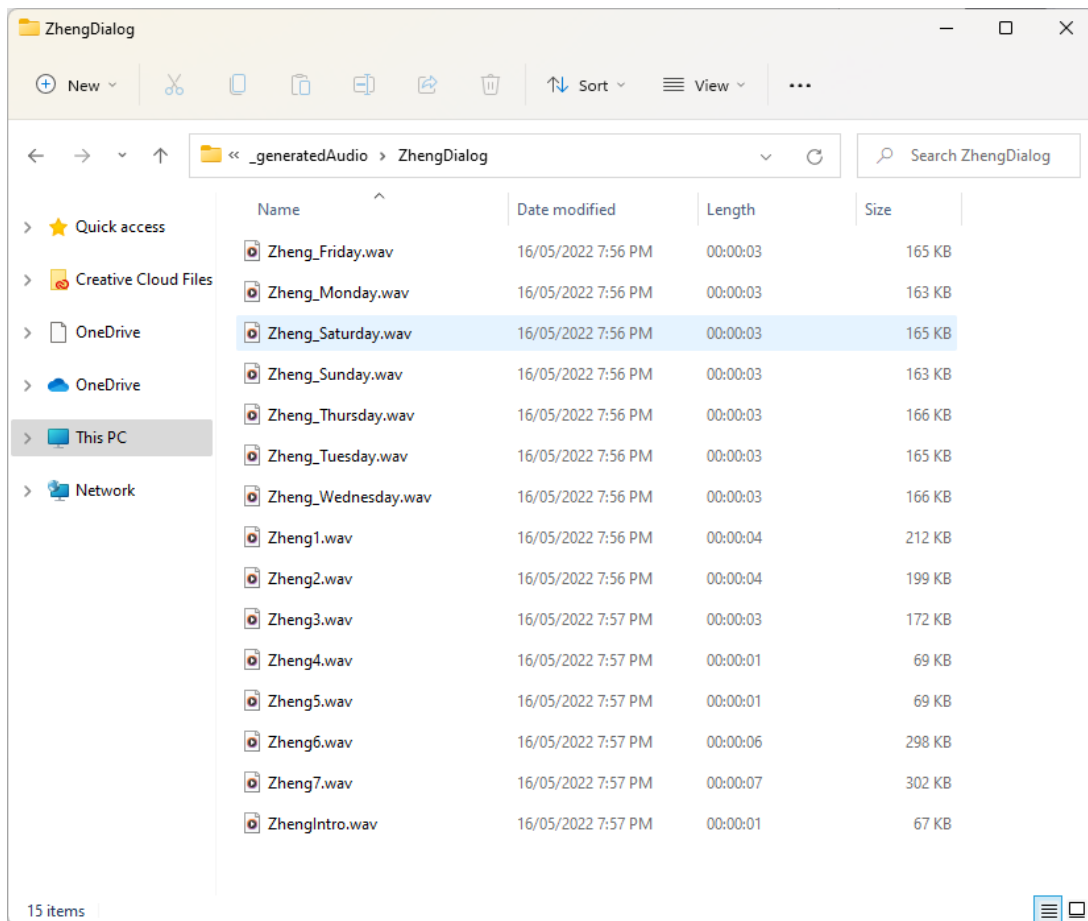 ZhengDialog
New
Sort
View
« _generatedAudio > ZhengDialog
Search ZhengDialog
Quick access
Creative Cloud Files
OneDrive
OneDrive
This PC
Network
Name Date modified Length Size
Zheng_Friday.wav 16/05/2022 7:56 PM 00:00:03 165 KB
Zheng_Monday.wav 16/05/2022 7:56 PM 00:00:03 163 KB
Zheng_Saturday.wav 16/05/2022 7:56 PM 00:00:03 165 KB
Zheng_Sunday.wav 16/05/2022 7:56 PM 00:00:03 163 KB
Zheng_Thursday.wav 16/05/2022 7:56 PM 00:00:03 166 KB
Zheng_Tuesday.wav 16/05/2022 7:56 PM 00:00:03 165 KB
Zheng_Wednesday.wav 16/05/2022 7:56 PM 00:00:03 166 KB
Zheng1.wav 16/05/2022 7:56 PM 00:00:04 212 KB
Zheng2.wav 16/05/2022 7:56 PM 00:00:04 199 KB
Zheng3.wav 16/05/2022 7:57 PM 00:00:03 172 KB
Zheng4.wav 16/05/2022 7:57 PM 00:00:01 69 KB
Zheng5.wav 16/05/2022 7:57 PM 00:00:01 69 KB
Zheng6.wav 16/05/2022 7:57 PM 00:00:06 298 KB
Zheng7.wav 16/05/2022 7:57 PM 00:00:07 302 KB
ZhengIntro.wav 16/05/2022 7:57 PM 00:00:01 67 KB
15 items